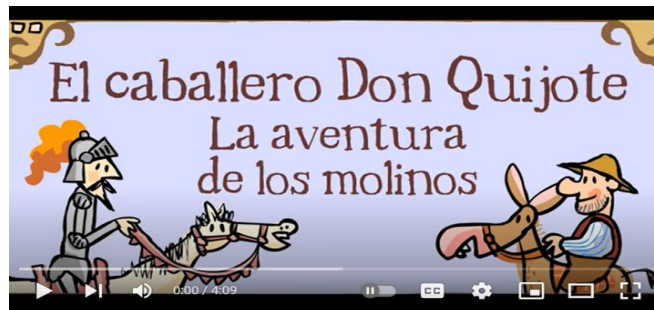 El caballero Don Quijote
La aventura
de los molinos
0:00 / 4:09
CC